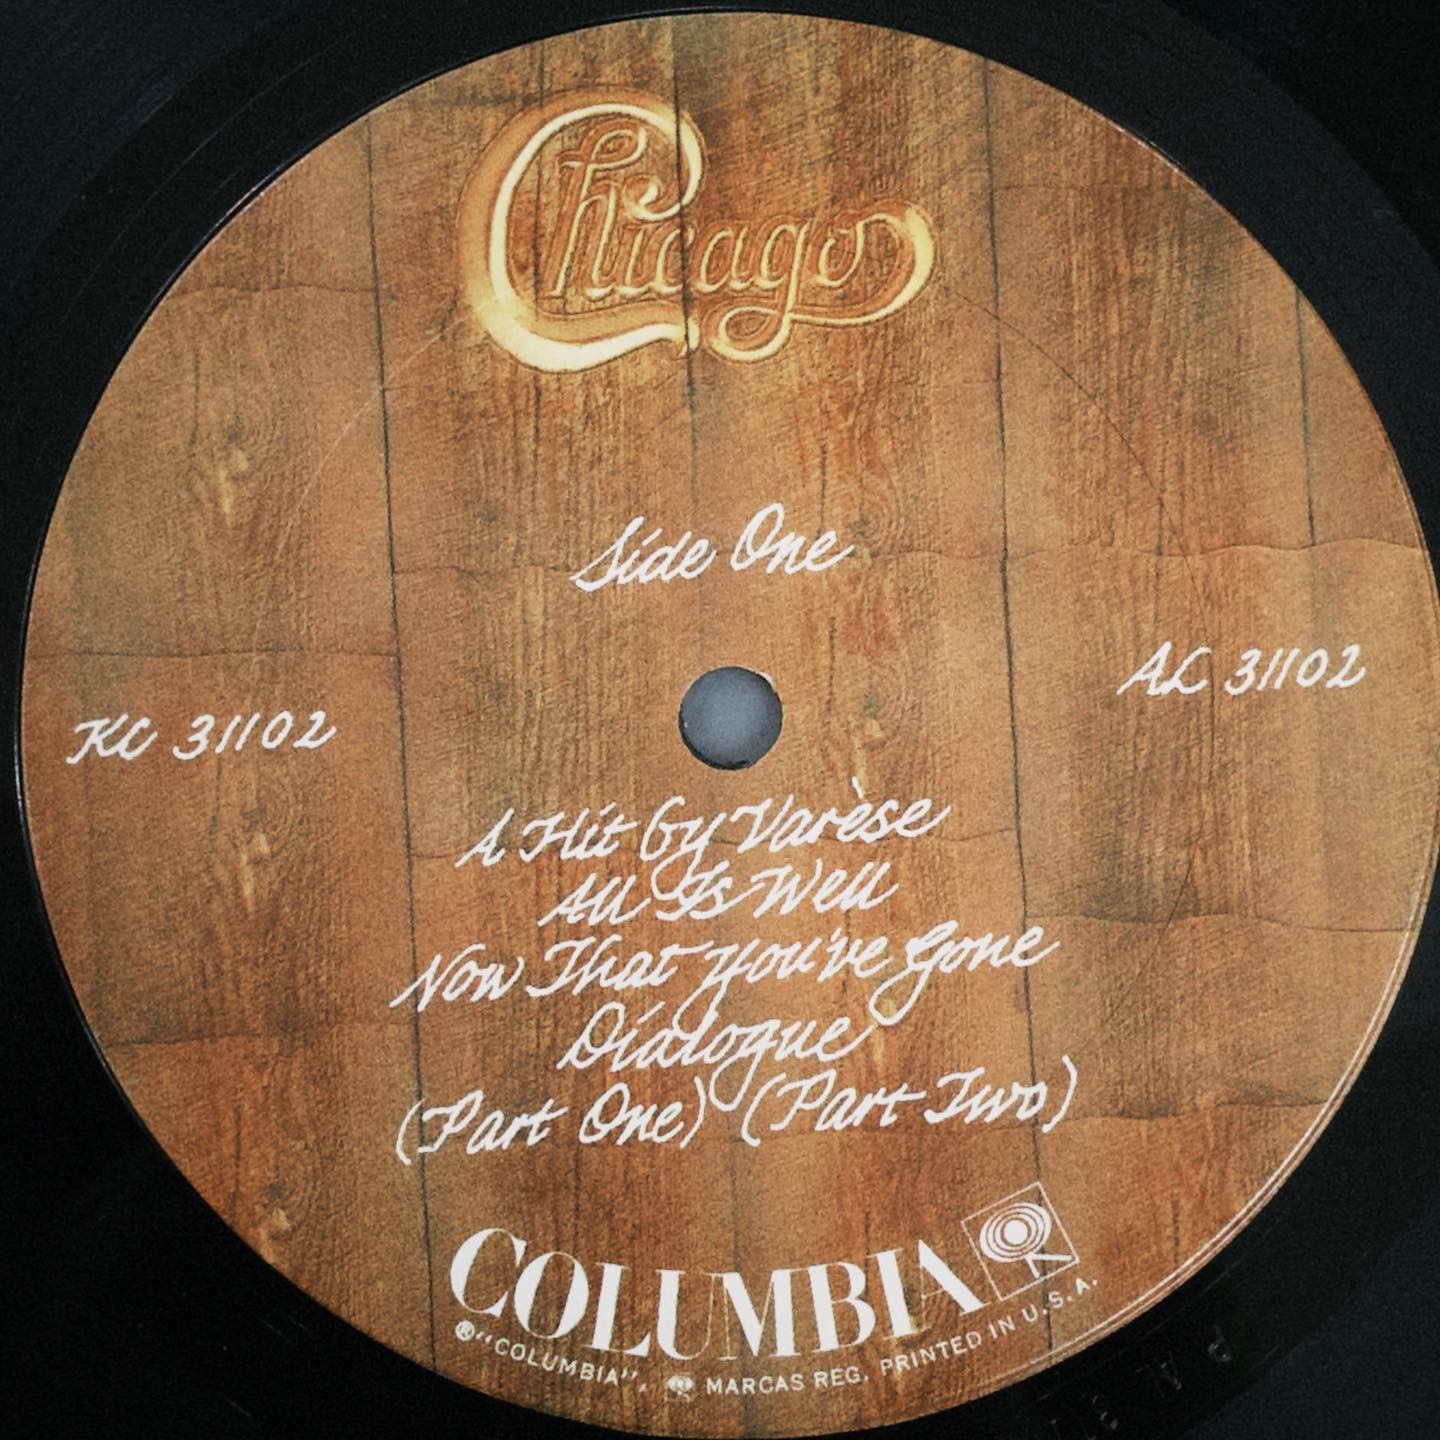 Chicago
Side One
KC 31102
AL 31102
A Hit By Varèse
All Is Well
Now That You've Gone
Dialogue
(Part One) (Part Two)
COLUMBIA
® "COLUMBIA", MARCAS REG. PRINTED IN U.S.A.